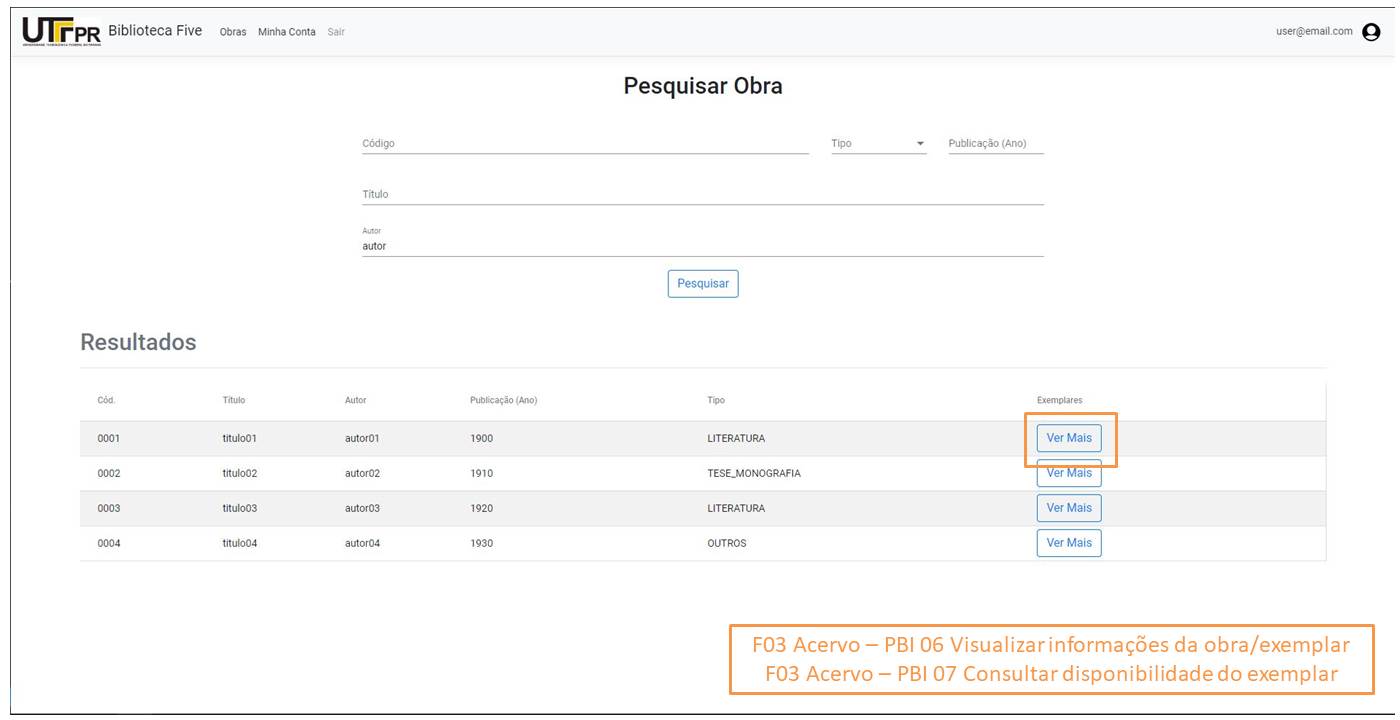 UTFPR Biblioteca Five Obras Minha Conta Sair user@email.com
Pesquisar Obra
Código Tipo Publicação (Ano)
Título
Autor
autor
Pesquisar
Resultados
Cód. Título Autor Publicação (Ano) Tipo Exemplares
0001 titulo01 autor01 1900 LITERATURA Ver Mais
0002 titulo02 autor02 1910 TESE_MONOGRAFIA Ver Mais
0003 titulo03 autor03 1920 LITERATURA Ver Mais
0004 titulo04 autor04 1930 OUTROS Ver Mais
F03 Acervo – PBI 06 Visualizar informações da obra/exemplar
F03 Acervo – PBI 07 Consultar disponibilidade do exemplar